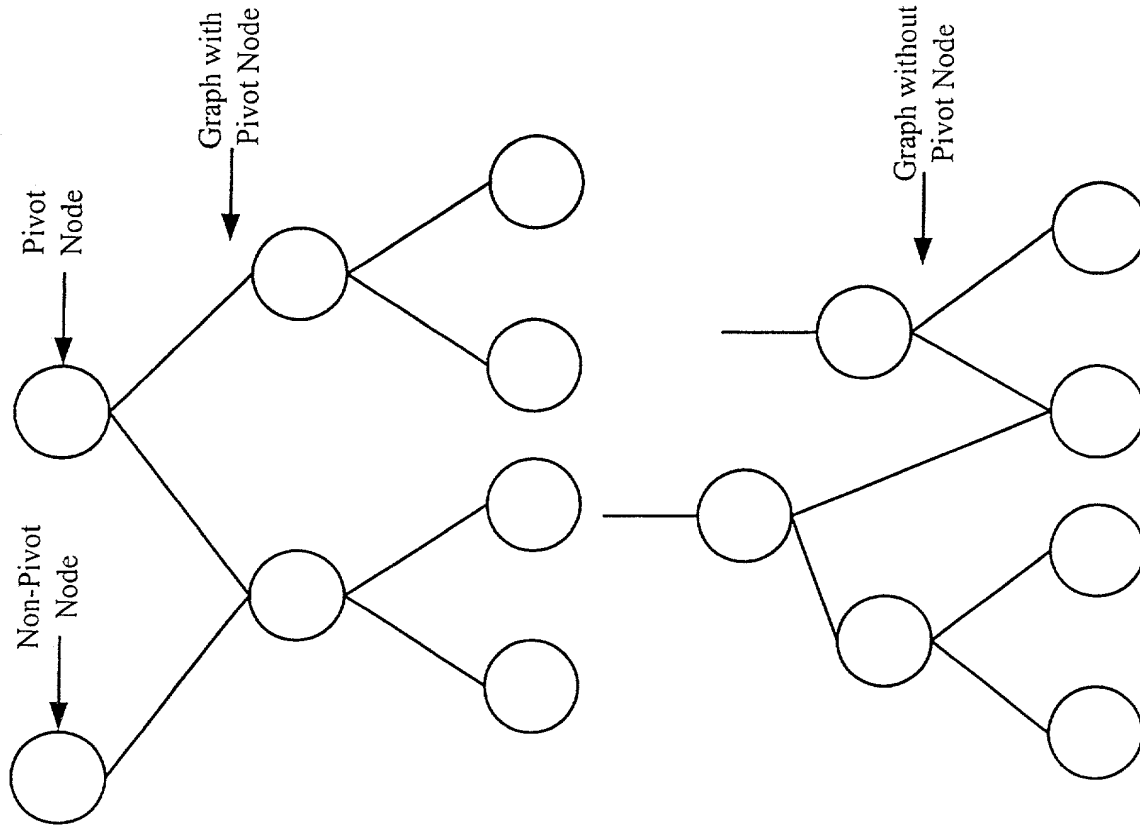 Non-Pivot
Node
Pivot
Node
Graph with
Pivot Node
Graph without
Pivot Node